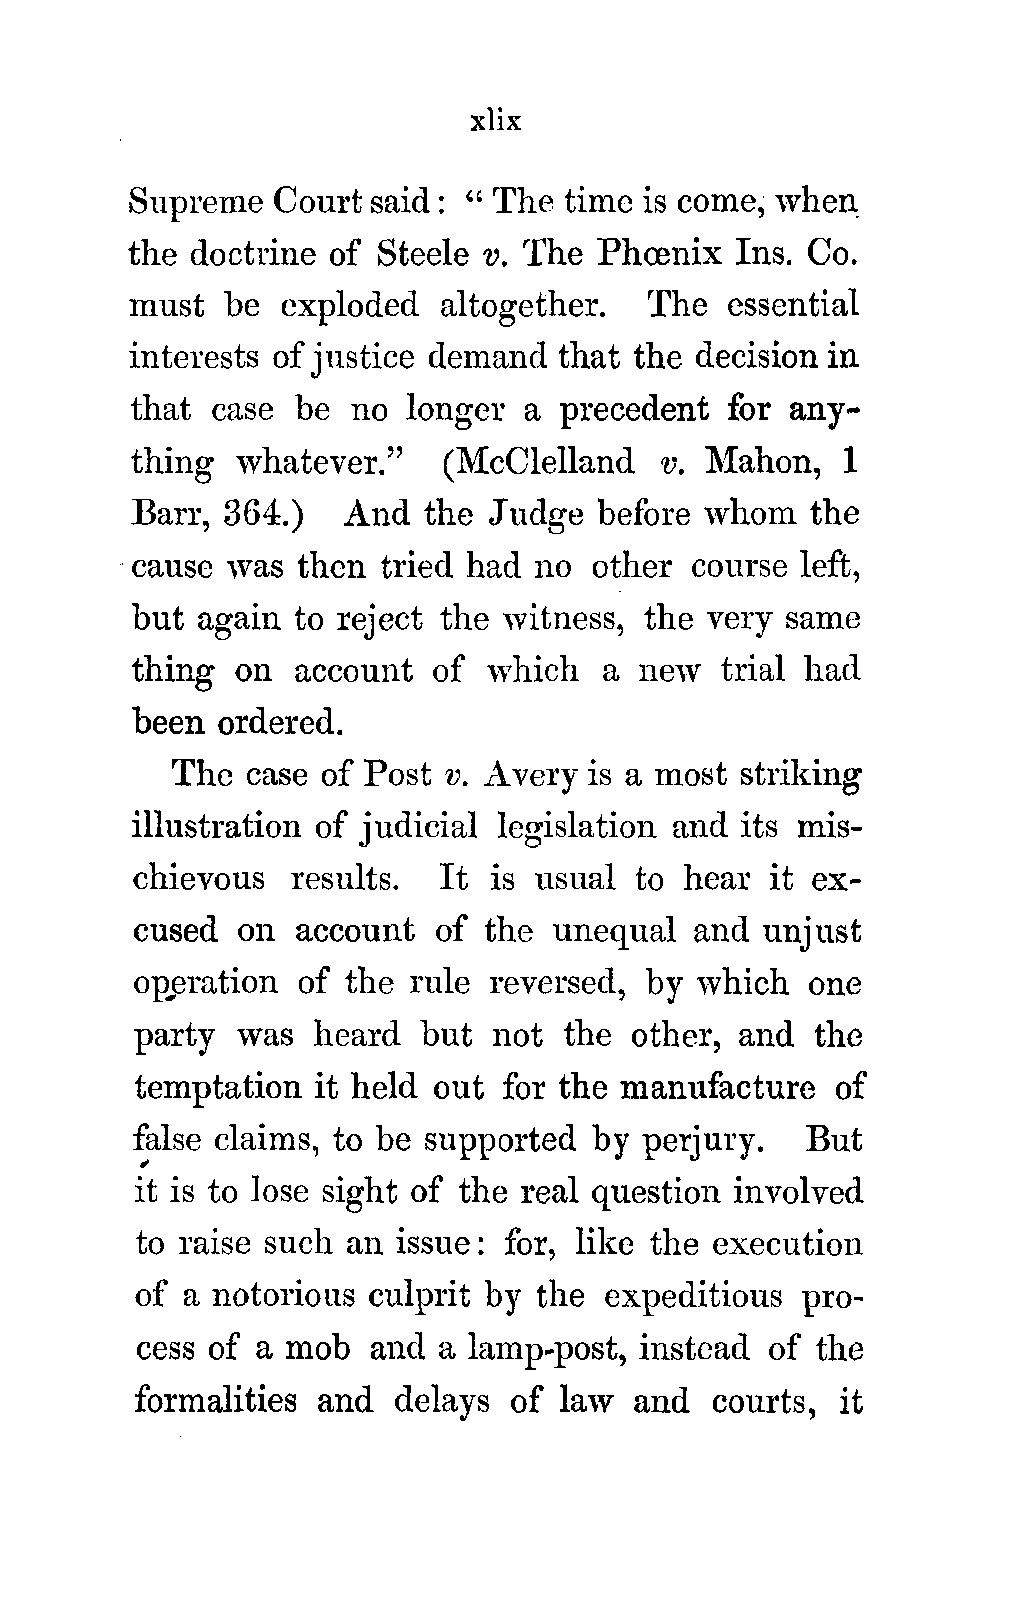 xlix
Supreme Court said: “ The time is come, when
the doctrine of Steele v. The Phœnix Ins. Co.
must be exploded altogether. The essential
interests of justice demand that the decision in
that case be no longer a precedent for any-
thing whatever.” (McClelland v. Mahon, 1
Barr, 364.) And the Judge before whom the
cause was then tried had no other course left,
but again to reject the witness, the very same
thing on account of which a new trial had
been ordered.
The case of Post v. Avery is a most striking
illustration of judicial legislation and its mis-
chievous results. It is usual to hear it ex-
cused on account of the unequal and unjust
operation of the rule reversed, by which one
party was heard but not the other, and the
temptation it held out for the manufacture of
false claims, to be supported by perjury. But
it is to lose sight of the real question involved
to raise such an issue: for, like the execution
of a notorious culprit by the expeditious pro-
cess of a mob and a lamp-post, instead of the
formalities and delays of law and courts, it